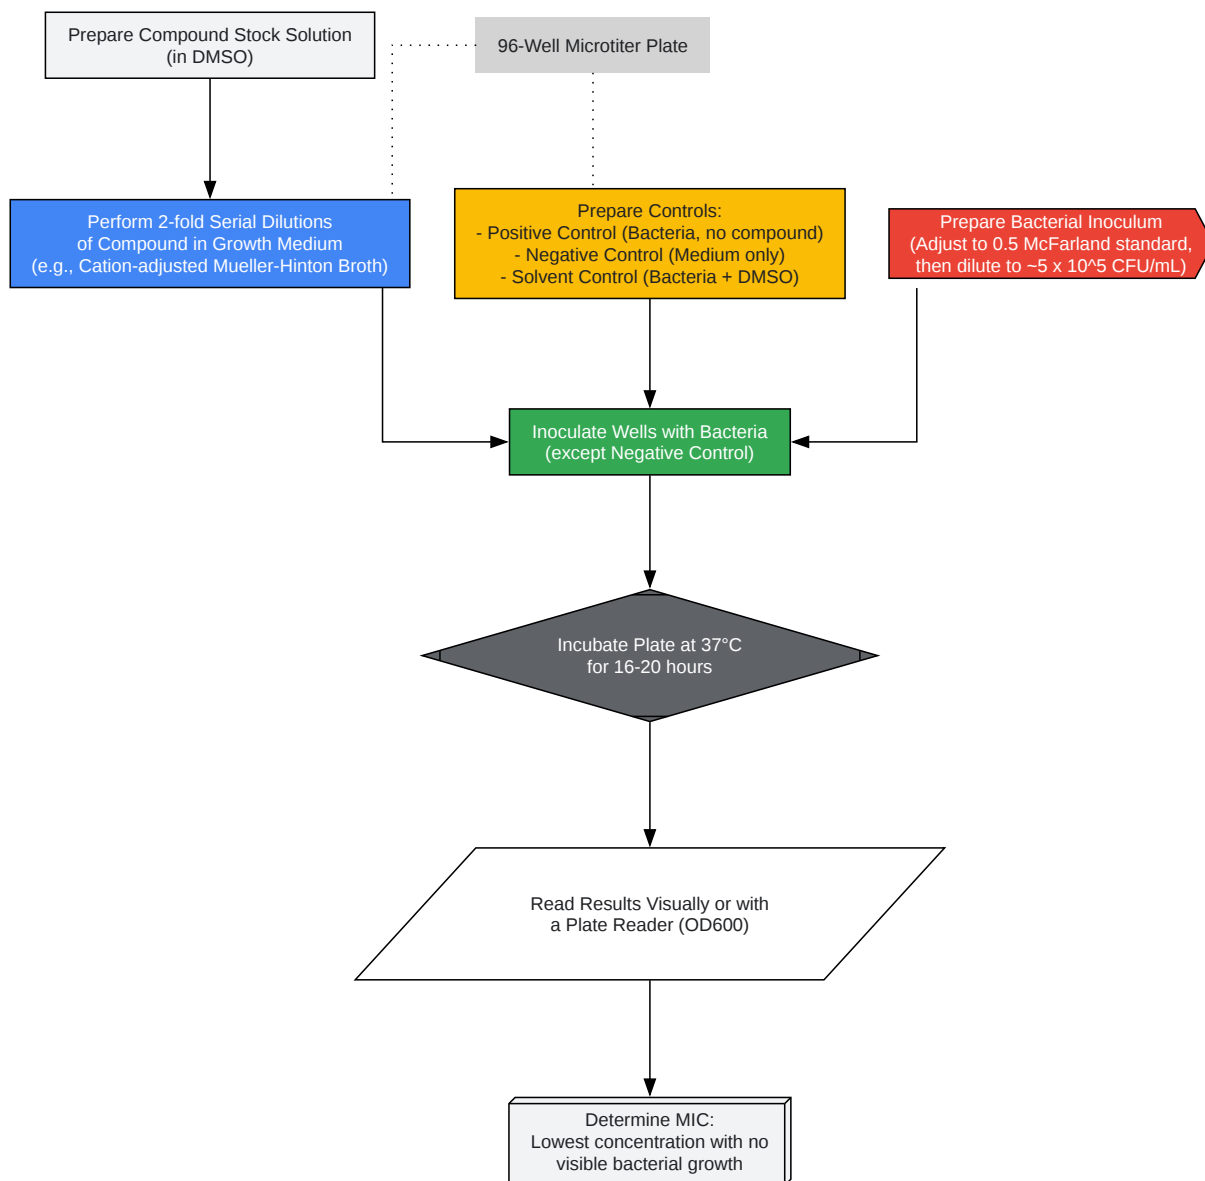 Prepare Compound Stock Solution
(in DMSO)
96-Well Microtiter Plate
Perform 2-fold Serial Dilutions
of Compound in Growth Medium
(e.g., Cation-adjusted Mueller-Hinton Broth)
Prepare Controls:
- Positive Control (Bacteria, no compound)
- Negative Control (Medium only)
- Solvent Control (Bacteria + DMSO)
Prepare Bacterial Inoculum
(Adjust to 0.5 McFarland standard,
then dilute to ~5 x 10^5 CFU/mL)
Inoculate Wells with Bacteria
(except Negative Control)
Incubate Plate at 37°C
for 16-20 hours
Read Results Visually or with
a Plate Reader (OD600)
Determine MIC:
Lowest concentration with no
visible bacterial growth